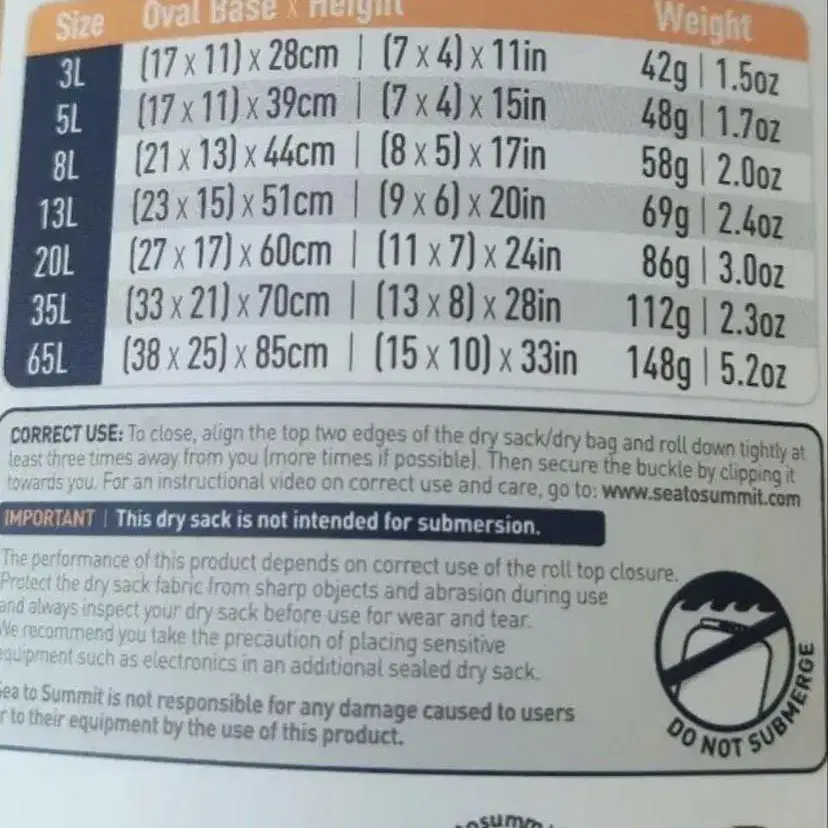 Size Oval Base x Height Weight
3L (17 x 11) x 28cm | (7 x 4) x 11in 42g | 1.5oz
5L (17 x 11) x 39cm | (7 x 4) x 15in 48g | 1.7oz
8L (21 x 13) x 44cm | (8 x 5) x 17in 58g | 2.0oz
13L (23 x 15) x 51cm | (9 x 6) x 20in 69g | 2.4oz
20L (27 x 17) x 60cm | (11 x 7) x 24in 86g | 3.0oz
35L (33 x 21) x 70cm | (13 x 8) x 28in 112g | 2.3oz
65L (38 x 25) x 85cm | (15 x 10) x 33in 148g | 5.2oz
CORRECT USE: To close, align the top two edges of the dry sack/dry bag and roll down tightly at
least three times away from you (more times if possible). Then secure the buckle by clipping it
towards you. For an instructional video on correct use and care, go to: www.seatosummit.com
IMPORTANT | This dry sack is not intended for submersion.
The performance of this product depends on correct use of the roll top closure.
Protect the dry sack fabric from sharp objects and abrasion during use
and always inspect your dry sack before use for wear and tear.
We recommend you take the precaution of placing sensitive
equipment such as electronics in an additional sealed dry sack.
Sea to Summit is not responsible for any damage caused to users
or to their equipment by the use of this product.
DO NOT SUBMERGE